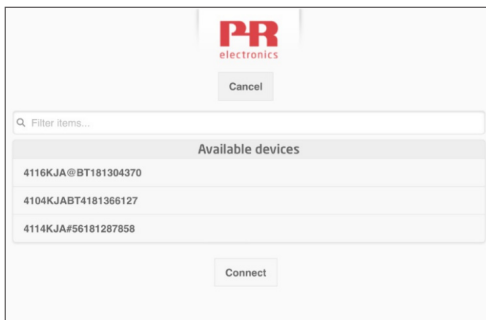 PR
electronics
Cancel
Filter items...
Available devices
4116KJA@BT181304370
4104KJABT4181366127
4114KJA#56181287858
Connect